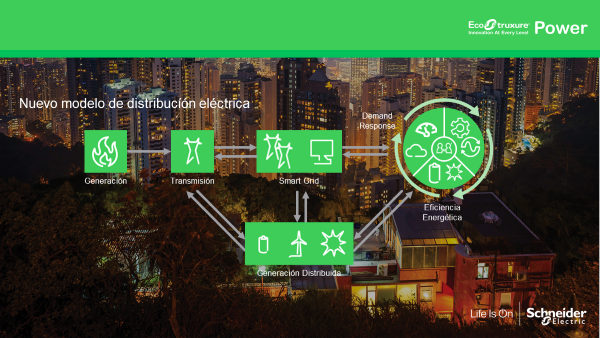 EcoStruxure
Innovation At Every Level
Power
Nuevo modelo de distribución eléctrica
Demand
Response
Generación
Transmisión
Smart Grid
Eficiencia
Energética
Generación Distribuida
Life Is On
Schneider
Electric